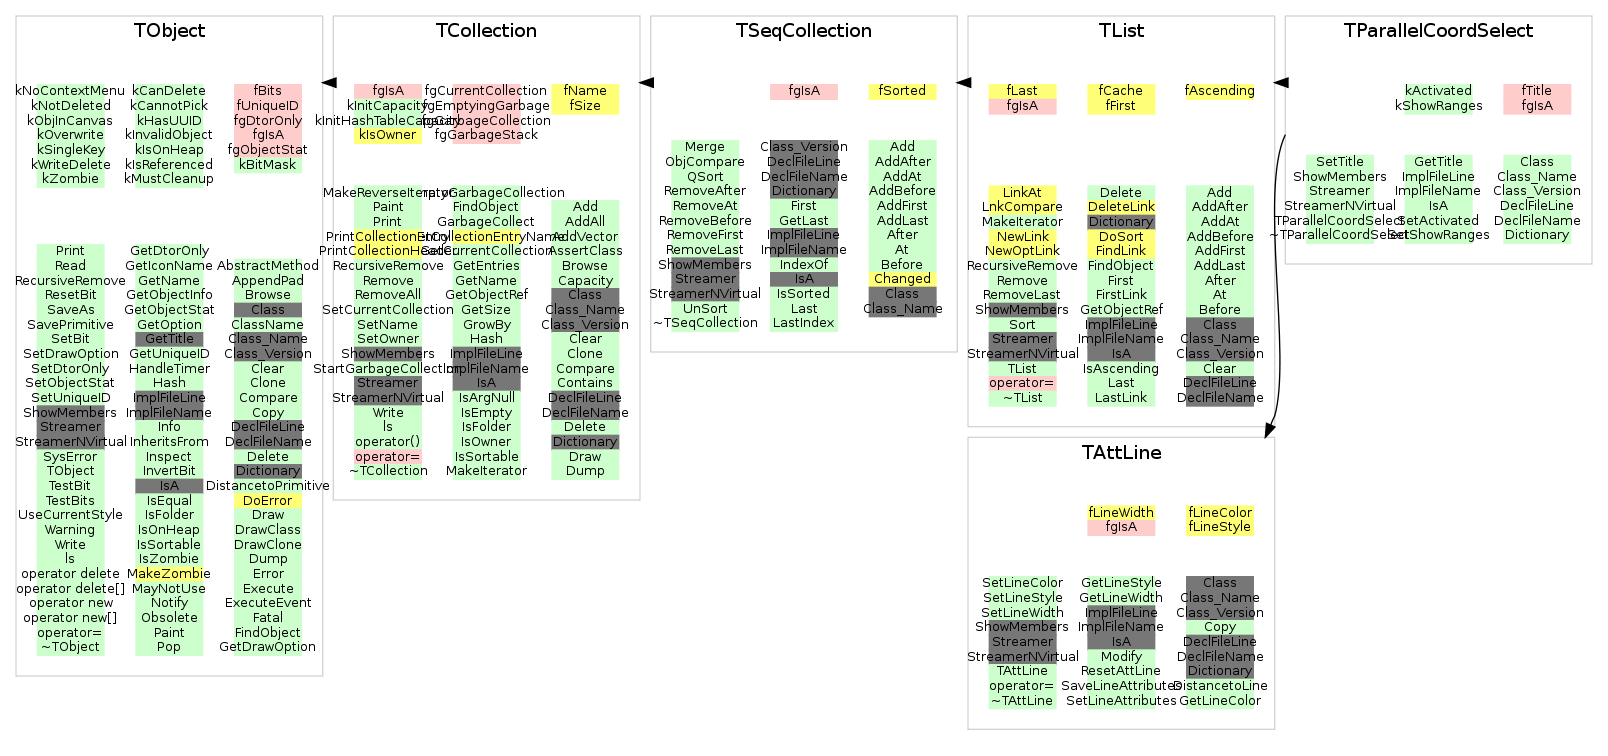 TObject
kNoContextMenu kCanDelete fBits
kNotDeleted kCannotPick fUniqueID
kObjInCanvas kHasUUID fgDtorOnly
kOverwrite kInvalidObject fgIsA
kSingleKey kIsOnHeap fgObjectStat
kWriteDelete kIsReferenced kBitMask
kZombie kMustCleanup
Print GetDtorOnly
Read GetIconName AbstractMethod
RecursiveRemove GetName AppendPad
ResetBit GetObjectInfo Browse
SaveAs GetObjectStat Class
SavePrimitive GetOption ClassName
SetBit GetTitle Class_Name
SetDrawOption GetUniqueID Class_Version
SetDtorOnly HandleTimer Clear
SetObjectStat Hash Clone
SetUniqueID ImplFileLine Compare
ShowMembers ImplFileName Copy
Streamer Info DeclFileLine
StreamerNVirtual InheritsFrom DeclFileName
SysError Inspect Delete
TObject InvertBit Dictionary
TestBit IsA DistancetoPrimitive
TestBits IsEqual DoError
UseCurrentStyle IsFolder Draw
Warning IsOnHeap DrawClass
Write IsSortable DrawClone
ls IsZombie Dump
operator delete MakeZombie Error
operator delete[] MayNotUse Execute
operator new Notify ExecuteEvent
operator new[] Obsolete Fatal
operator= Paint FindObject
~TObject Pop GetDrawOption
TCollection
fgIsA fgCurrentCollection fName
kInitCapacity fgEmptyingGarbage fSize
kInitHashTableCapacity fgGarbageCollection
kIsOwner fgGarbageStack
MakeReverseIterator
Paint FindObject Add
Print GarbageCollect AddAll
PrintCollectionEntry GetCollectionEntryName AddVector
PrintCollectionHeader GetCurrentCollection AssertClass
RecursiveRemove GetEntries Browse
Remove GetName Capacity
RemoveAll GetObjectRef Class
SetCurrentCollection GetSize Class_Name
SetName GrowBy Class_Version
SetOwner Hash Clear
ShowMembers ImplFileLine Clone
StartGarbageCollection ImplFileName Compare
Streamer IsA Contains
StreamerNVirtual IsArgNull DeclFileLine
Write IsEmpty DeclFileName
ls IsFolder Delete
operator() IsOwner Dictionary
operator= IsSortable Draw
~TCollection MakeIterator Dump
TSeqCollection
fgIsA fSorted
Merge Class_Version Add
ObjCompare DeclFileLine AddAfter
QSort DeclFileName AddAt
RemoveAfter Dictionary AddBefore
RemoveAt First AddFirst
RemoveBefore GetLast AddLast
RemoveFirst ImplFileLine After
RemoveLast ImplFileName At
ShowMembers IndexOf Before
Streamer IsA Changed
StreamerNVirtual IsSorted Class
UnSort Last Class_Name
~TSeqCollection LastIndex
TList
fLast fCache fAscending
fgIsA fFirst
LinkAt Delete Add
LnkCompare DeleteLink AddAfter
MakeIterator Dictionary AddAt
NewLink DoSort AddBefore
NewOptLink FindLink AddFirst
RecursiveRemove FindObject AddLast
Remove First After
RemoveLast FirstLink At
ShowMembers GetObjectRef Before
Sort ImplFileLine Class
Streamer ImplFileName Class_Name
StreamerNVirtual IsA Class_Version
TList IsAscending Clear
operator= Last DeclFileLine
~TList LastLink DeclFileName
TParallelCoordSelect
kActivated fTitle
kShowRanges fgIsA
SetTitle GetTitle Class
ShowMembers ImplFileLine Class_Name
Streamer ImplFileName Class_Version
StreamerNVirtual IsA DeclFileLine
TParallelCoordSelect SetActivated DeclFileName
~TParallelCoordSelect SetShowRanges Dictionary
TAttLine
fLineWidth fLineColor
fgIsA fLineStyle
SetLineColor GetLineStyle Class
SetLineStyle GetLineWidth Class_Name
SetLineWidth ImplFileLine Class_Version
ShowMembers ImplFileName Copy
Streamer IsA DeclFileLine
StreamerNVirtual Modify DeclFileName
TAttLine ResetAttLine Dictionary
operator= SaveLineAttributes DistancetoLine
~TAttLine SetLineAttributes GetLineColor